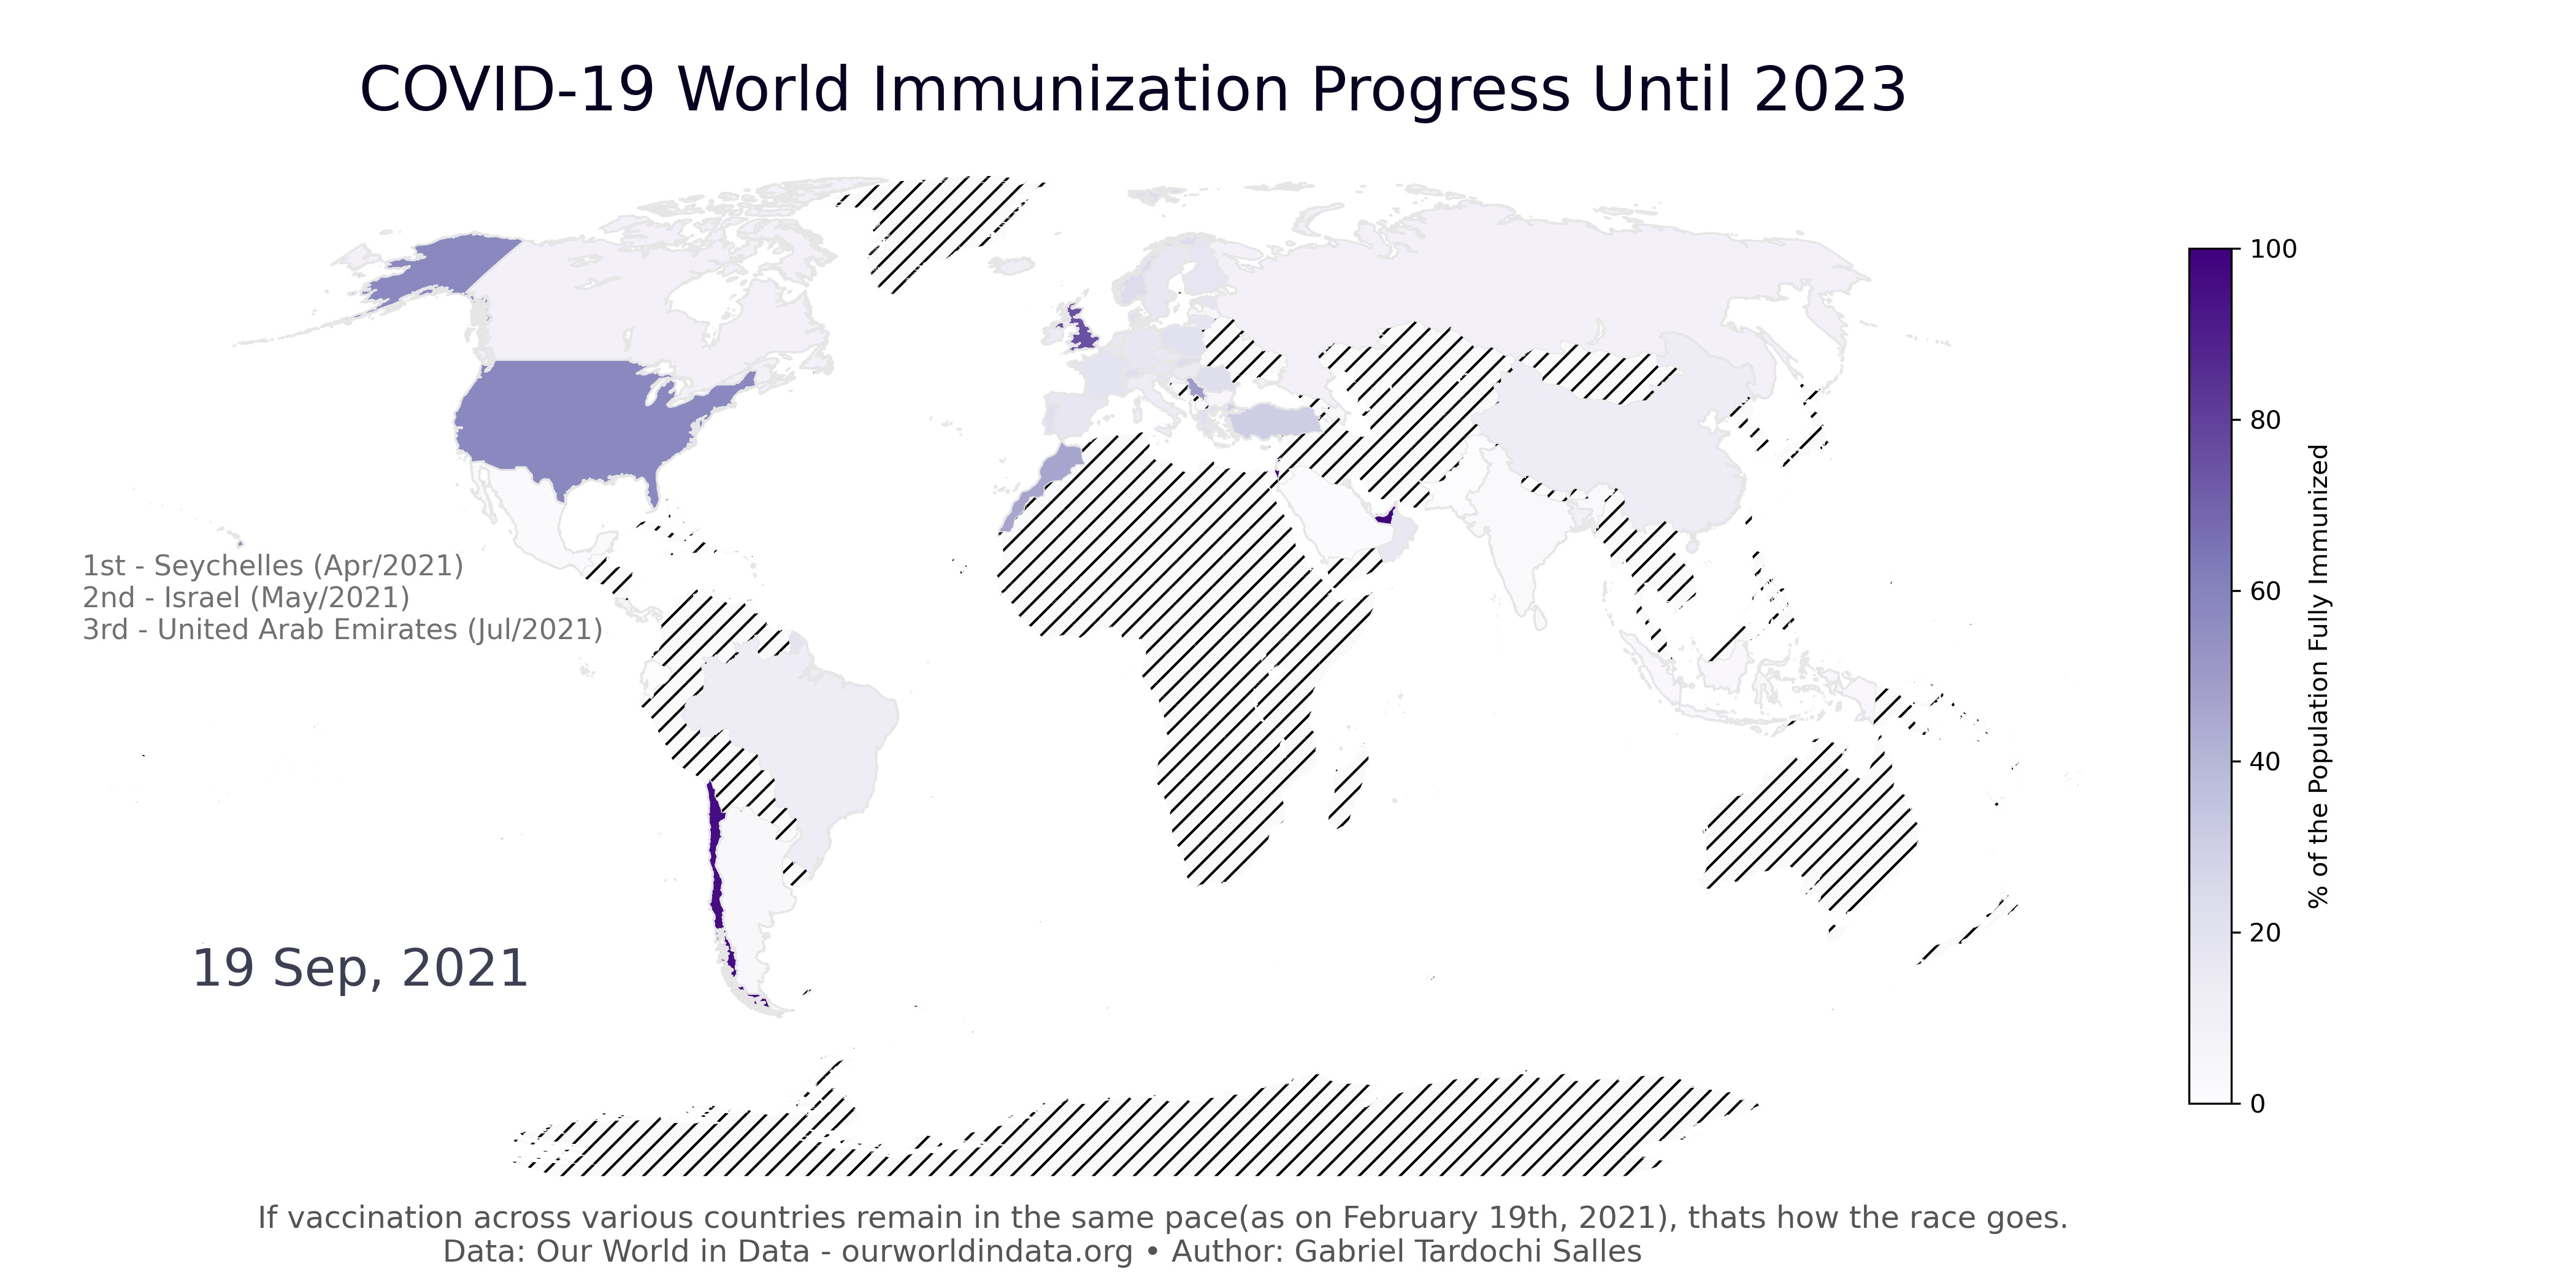 COVID-19 World Immunization Progress Until 2023
100
80
60
40
20
0
% of the Population Fully Immunized
1st - Seychelles (Apr/2021)
2nd - Israel (May/2021)
3rd - United Arab Emirates (Jul/2021)
19 Sep, 2021
If vaccination across various countries remain in the same pace(as on February 19th, 2021), thats how the race goes.
Data: Our World in Data - ourworldindata.org • Author: Gabriel Tardochi Salles